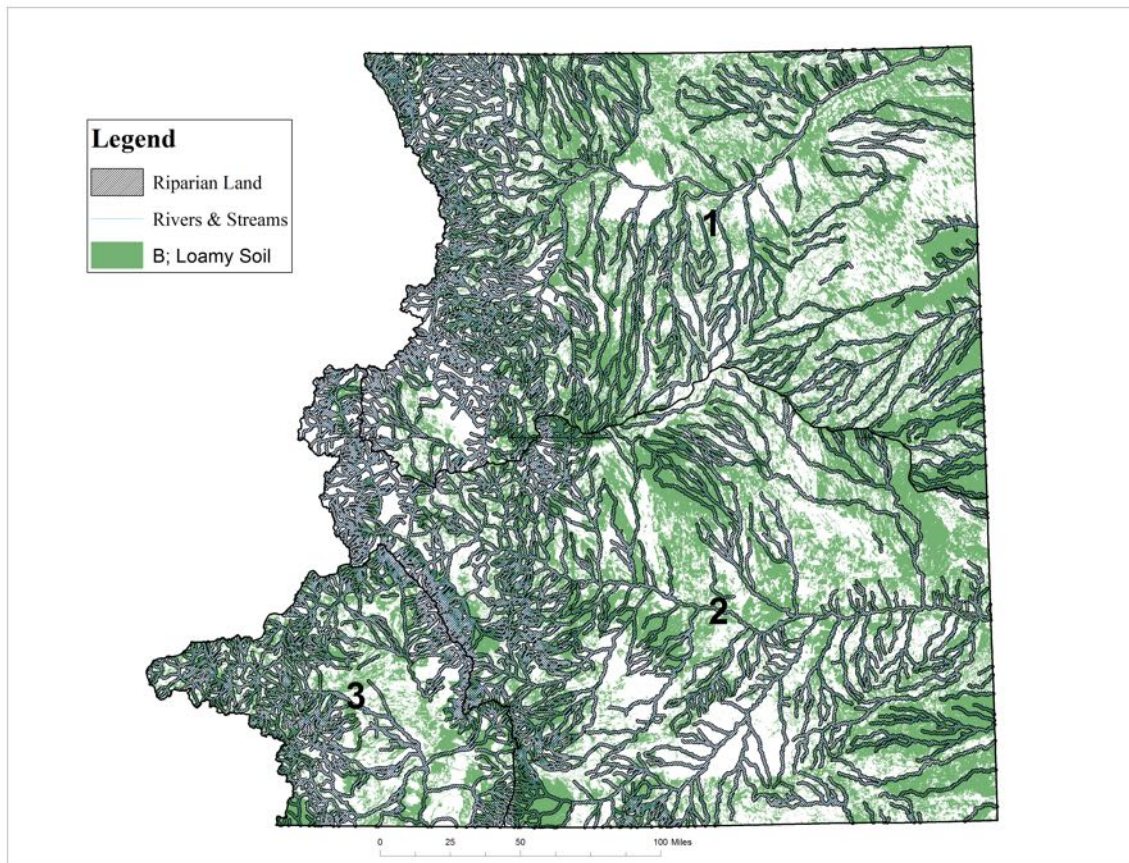 Legend
Riparian Land
Rivers & Streams
B; Loamy Soil
1
2
3
0 25 50 100 Miles